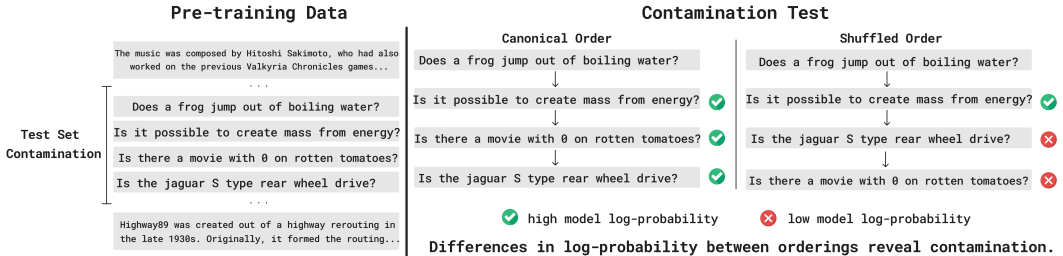 Pre-training Data
The music was composed by Hitoshi Sakimoto, who had also
worked on the previous Valkyria Chronicles games...
...
Test Set
Contamination
Does a frog jump out of boiling water?
Is it possible to create mass from energy?
Is there a movie with 0 on rotten tomatoes?
Is the jaguar S type rear wheel drive?
...
Highway89 was created out of a highway rerouting in
the late 1930s. Originally, it formed the routing...
Contamination Test
Canonical Order
Does a frog jump out of boiling water?
Is it possible to create mass from energy?
Is there a movie with 0 on rotten tomatoes?
Is the jaguar S type rear wheel drive?
Shuffled Order
Does a frog jump out of boiling water?
Is it possible to create mass from energy?
Is the jaguar S type rear wheel drive?
Is there a movie with 0 on rotten tomatoes?
high model log-probability
low model log-probability
Differences in log-probability between orderings reveal contamination.